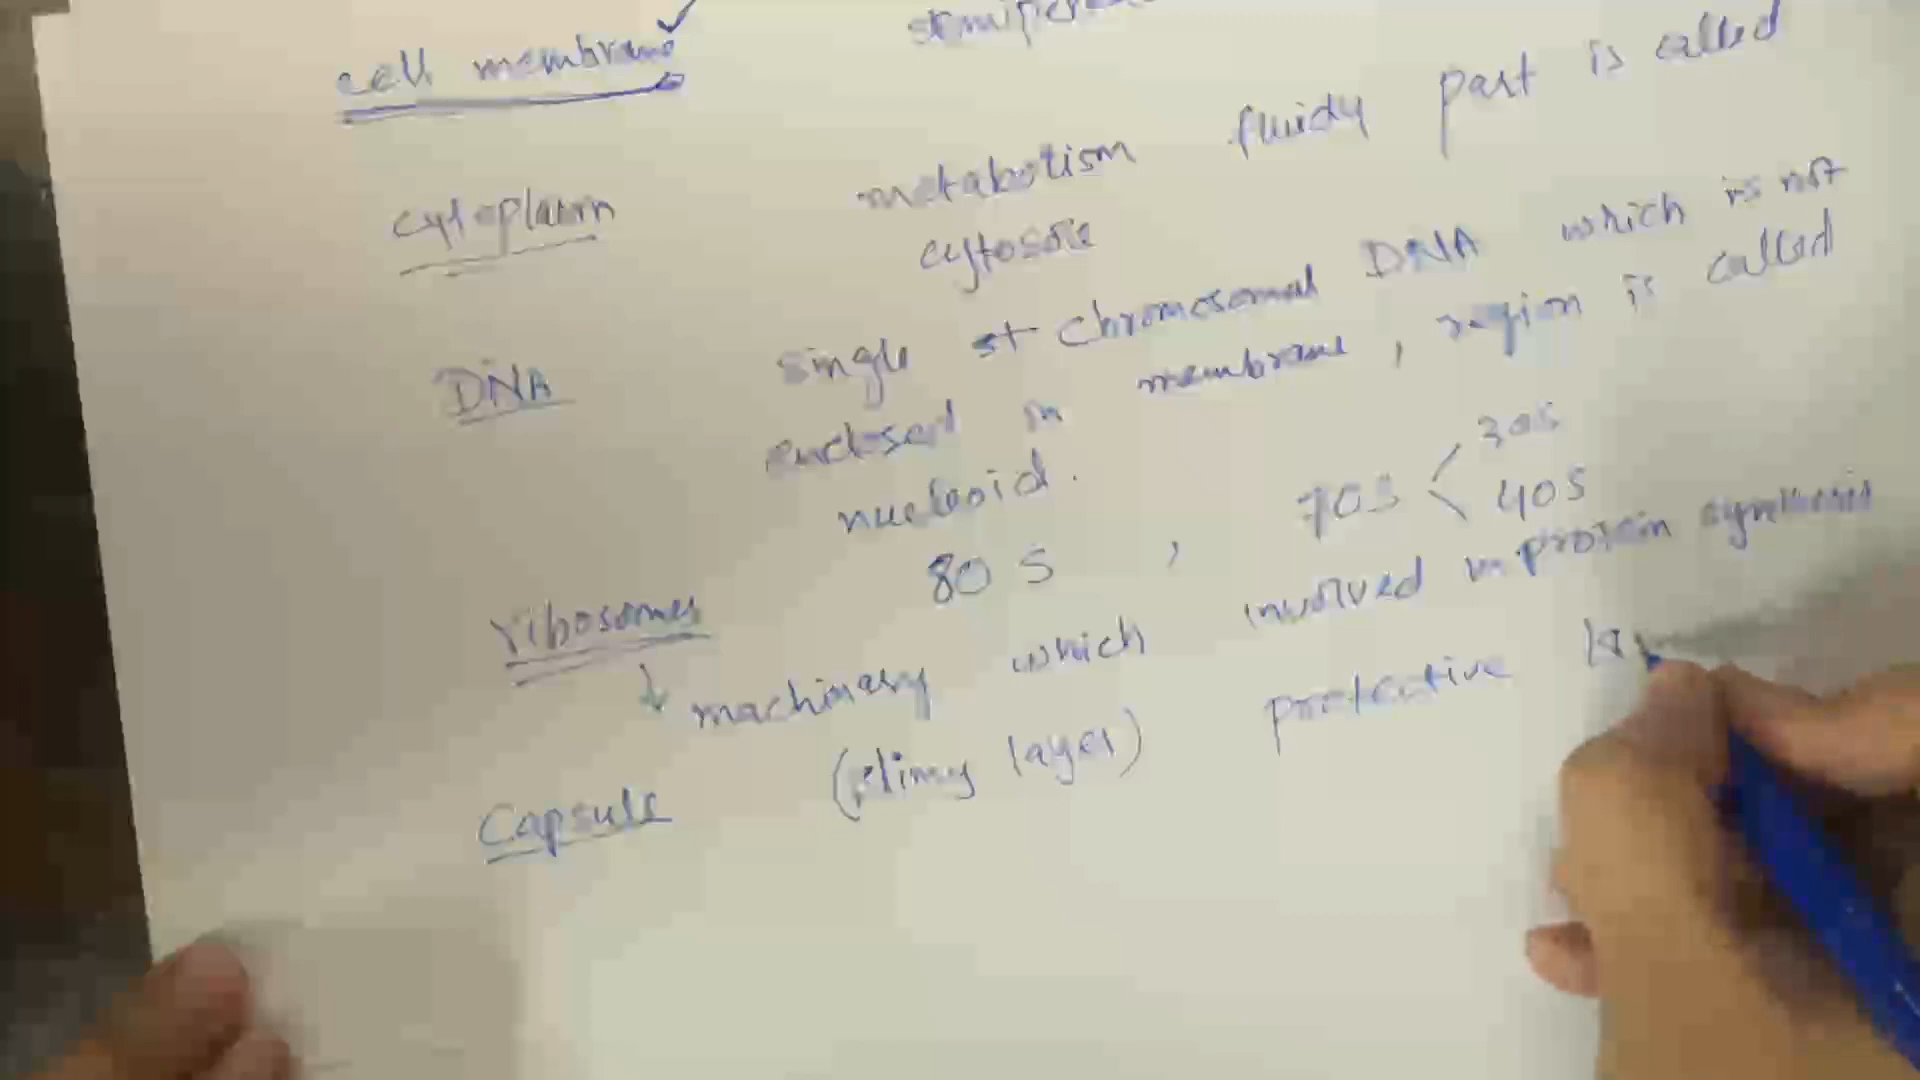 cell membrane
cytoplasm metabolism fluidy part is called
cytosole
DNA single st chromosomal DNA which is not
enclosed in membrane, region is called
nucleoid.
ribosomes 80 S , 70S < 30S
40S
↓ machinary which involved in protein synthesis
Capsule (slimy layer) protective